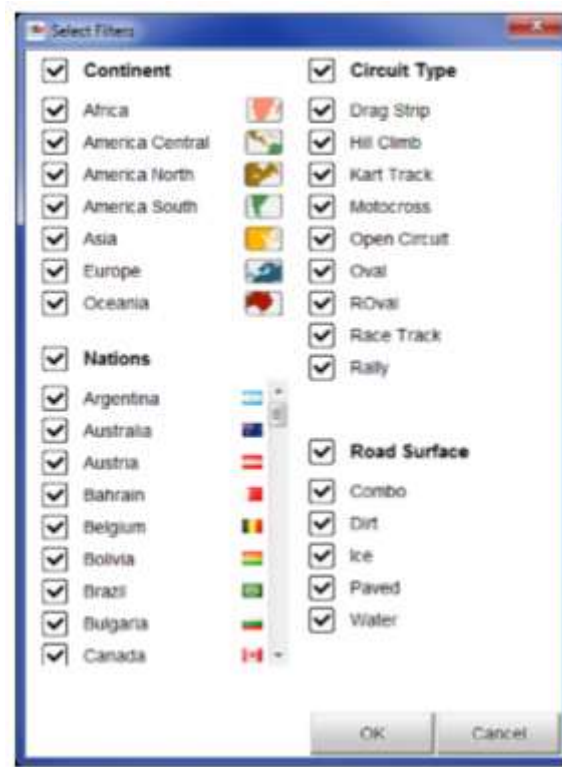 Select Filters
Continent
Africa
America Central
America North
America South
Asia
Europe
Oceania
Nations
Argentina
Australia
Austria
Bahrain
Belgium
Bolivia
Brazil
Bulgaria
Canada
Circuit Type
Drag Strip
Hill Climb
Kart Track
Motocross
Open Circuit
Oval
ROval
Race Track
Rally
Road Surface
Combo
Dirt
Ice
Paved
Water
OK
Cancel